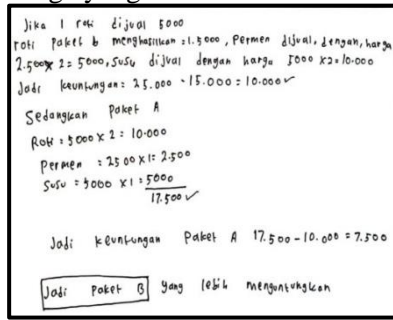 Jika 1 roti dijual 5000
roti Paket b menghasilkan = 1.5000, Permen dijual, dengan, harga
2.500 x 2 = 5000, susu dijual dengan harga 5000 x 2 = 10.000
Jadi keuntungan = 25.000 - 15.000 = 10.000 ✓
Sedangkan Paket A
Roti = 5000 x 2 = 10.000
Permen = 2500 x 1 = 2.500
Susu = 5000 x 1 = 5000
17.500 ✓
Jadi keuntungan Paket A 17.500 - 10.000 = 7.500
Jadi Paket B yang lebih menguntungkan